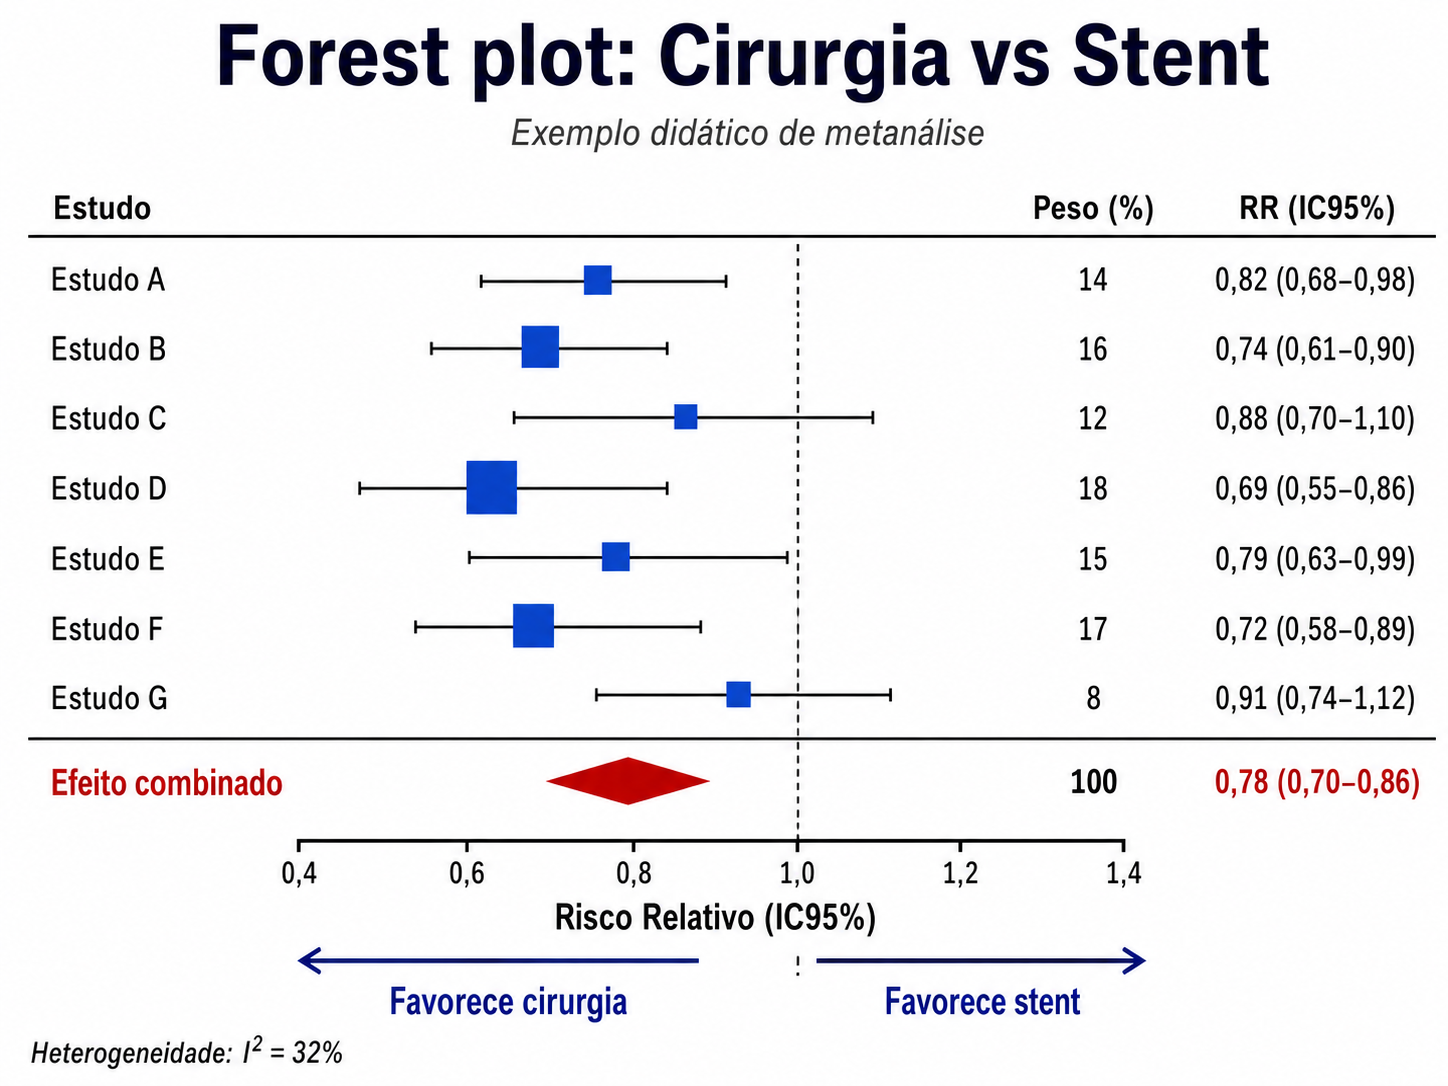 Forest plot: Cirurgia vs Stent
Exemplo didático de metanálise
Estudo Peso (%) RR (IC95%)
Estudo A 14 0,82 (0,68–0,98)
Estudo B 16 0,74 (0,61–0,90)
Estudo C 12 0,88 (0,70–1,10)
Estudo D 18 0,69 (0,55–0,86)
Estudo E 15 0,79 (0,63–0,99)
Estudo F 17 0,72 (0,58–0,89)
Estudo G 8 0,91 (0,74–1,12)
Efeito combinado 100 0,78 (0,70–0,86)
0,4 0,6 0,8 1,0 1,2 1,4
Risco Relativo (IC95%)
Favorece cirurgia Favorece stent
Heterogeneidade: I² = 32%